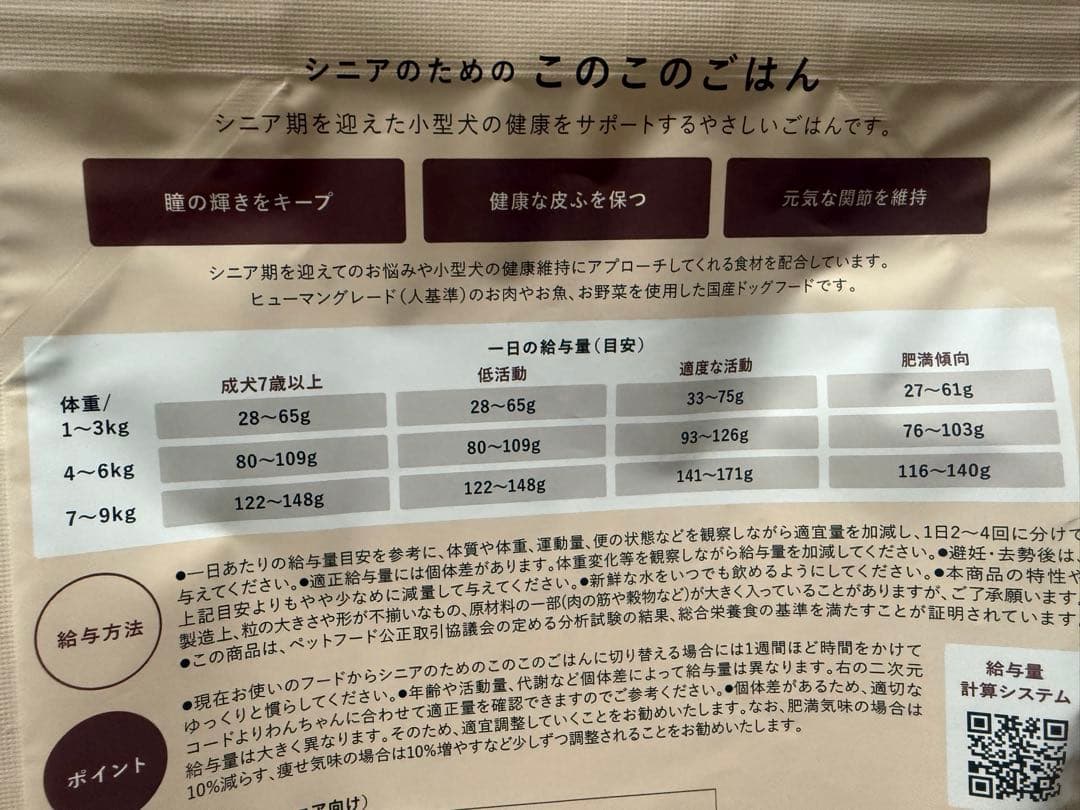 シニアのための このこのごはん
シニア期を迎えた小型犬の健康をサポートするやさしいごはんです。
瞳の輝きをキープ
健康な皮ふを保つ
元気な関節を維持
シニア期を迎えてのお悩みや小型犬の健康維持にアプローチしてくれる食材を配合しています。
ヒューマングレード(人基準)のお肉やお魚、お野菜を使用した国産ドッグフードです。
一日の給与量(目安)
体重/ 成犬7歳以上 低活動 適度な活動 肥満傾向
1〜3kg 28〜65g 28〜65g 33〜75g 27〜61g
4〜6kg 80〜109g 80〜109g 93〜126g 76〜103g
7〜9kg 122〜148g 122〜148g 141〜171g 116〜140g
給与方法
●一日あたりの給与量目安を参考に、体質や体重、運動量、便の状態などを観察しながら適宜量を加減し、1日2〜4回に分けて
与えてください。●適正給与量には個体差があります。体重変化等を観察しながら給与量を加減してください。●避妊・去勢後は、
上記目安よりもやや少なめに減量して与えてください。●新鮮な水をいつでも飲めるようにしてください。●本商品の特性や
製造上、粒の大きさや形が不揃いなもの、原材料の一部(肉の筋や穀物など)が大きく入っていることがありますが、ご了承願います
●この商品は、ペットフード公正取引協議会の定める分析試験の結果、総合栄養食の基準を満たすことが証明されています
ポイント
●現在お使いのフードからシニアのためのこのこのごはんに切り替える場合には1週間ほど時間をかけて
ゆっくりと慣らしてください。●年齢や活動量、代謝など個体差によって給与量は異なります。右の二次元
コードよりわんちゃんに合わせて適正量を確認できますのでご参考ください。●個体差があるため、適切な
給与量は大きく異なります。そのため、適宜調整していくことをお勧めいたします。なお、肥満気味の場合は
10%減らす、痩せ気味の場合は10%増やすなど少しずつ調整されることをお勧めいたします。
給与量
計算システム
ア向け)